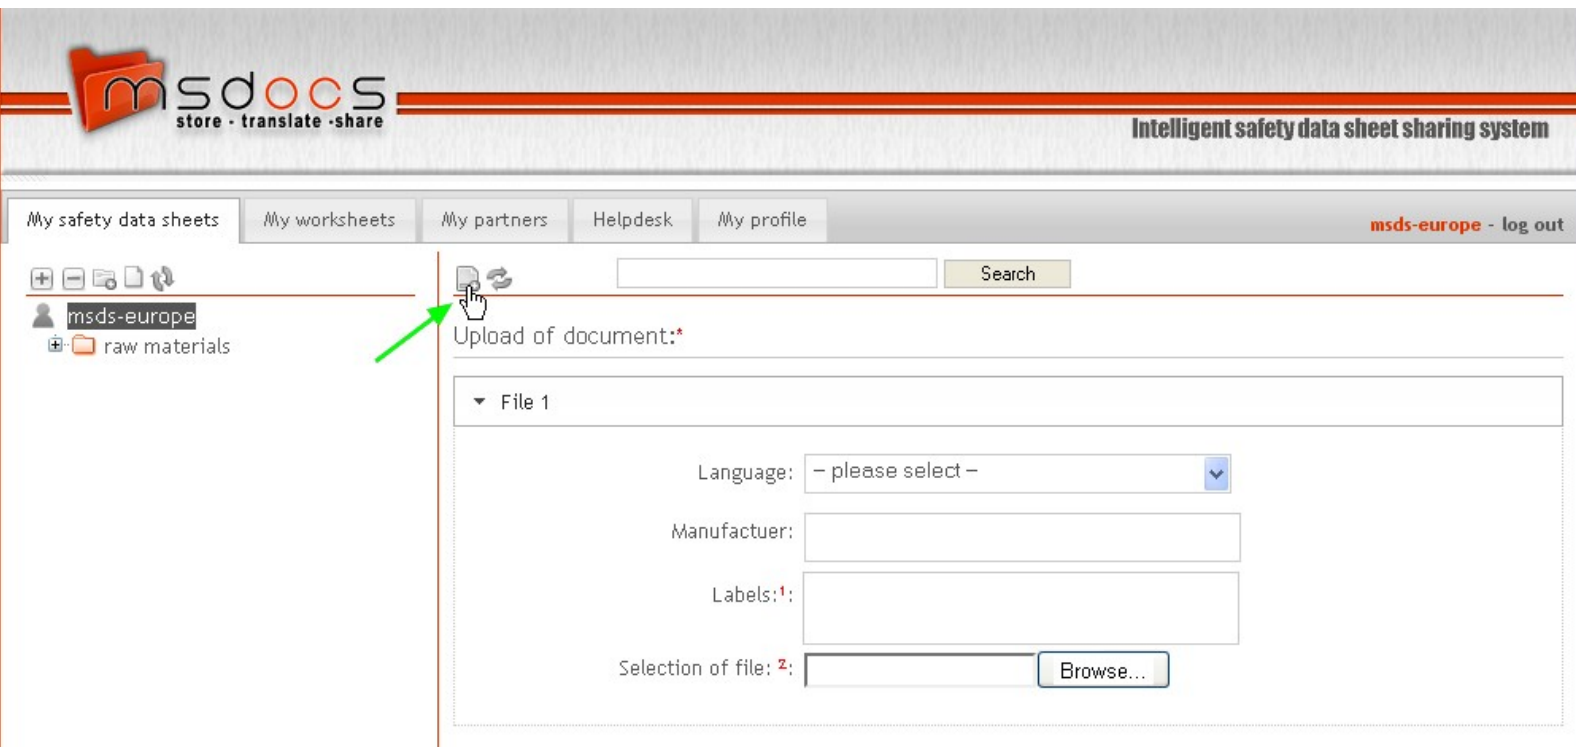 msdocs
store - translate -share
Intelligent safety data sheet sharing system
My safety data sheets My worksheets My partners Helpdesk My profile msds-europe - log out
Search
msds-europe
raw materials
Upload of document:*
File 1
Language: – please select –
Manufactuer:
Labels:¹:
Selection of file: ²: Browse...